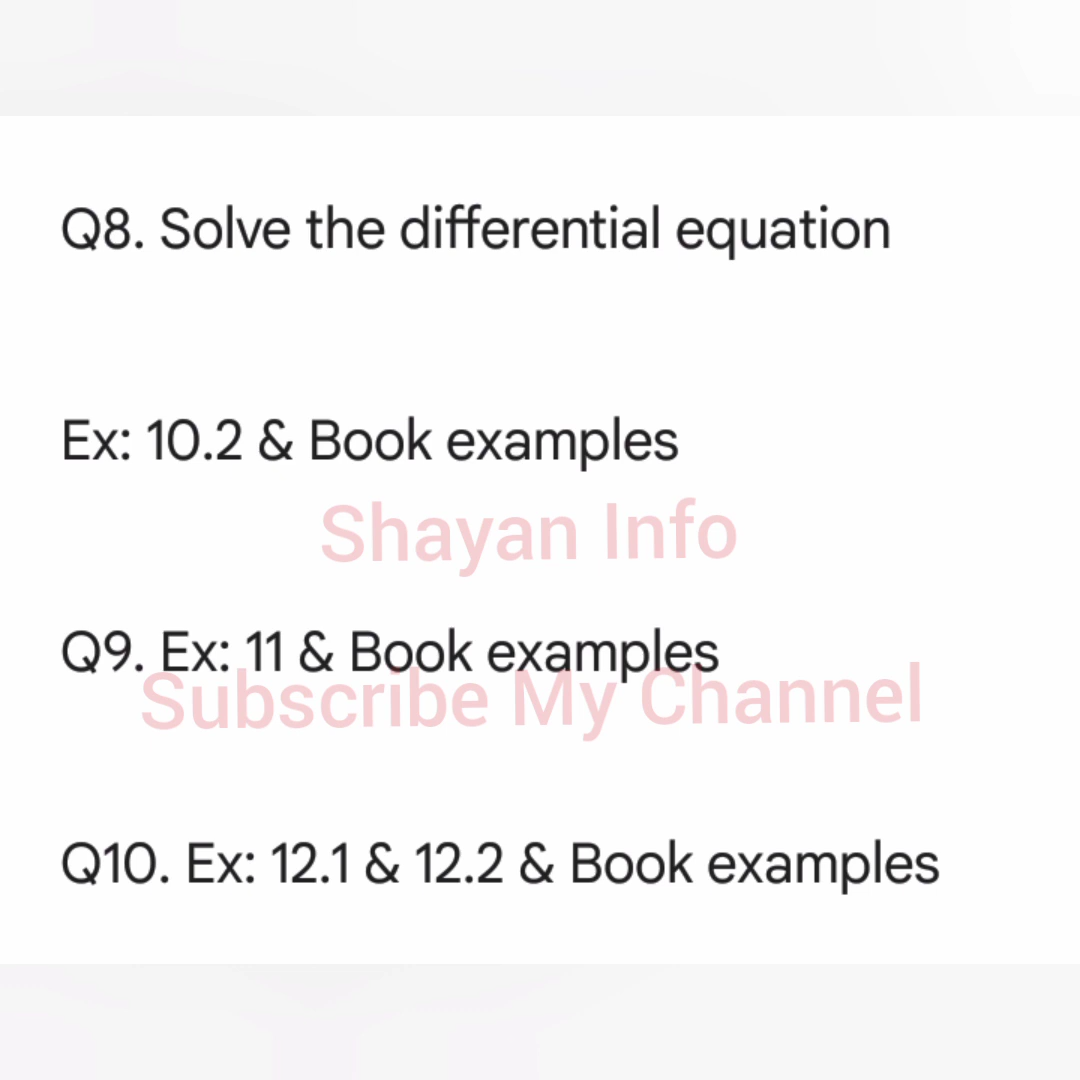 Q8. Solve the differential equation
Ex: 10.2 & Book examples
Shayan Info
Q9. Ex: 11 & Book examples
Subscribe My Channel
Q10. Ex: 12.1 & 12.2 & Book examples